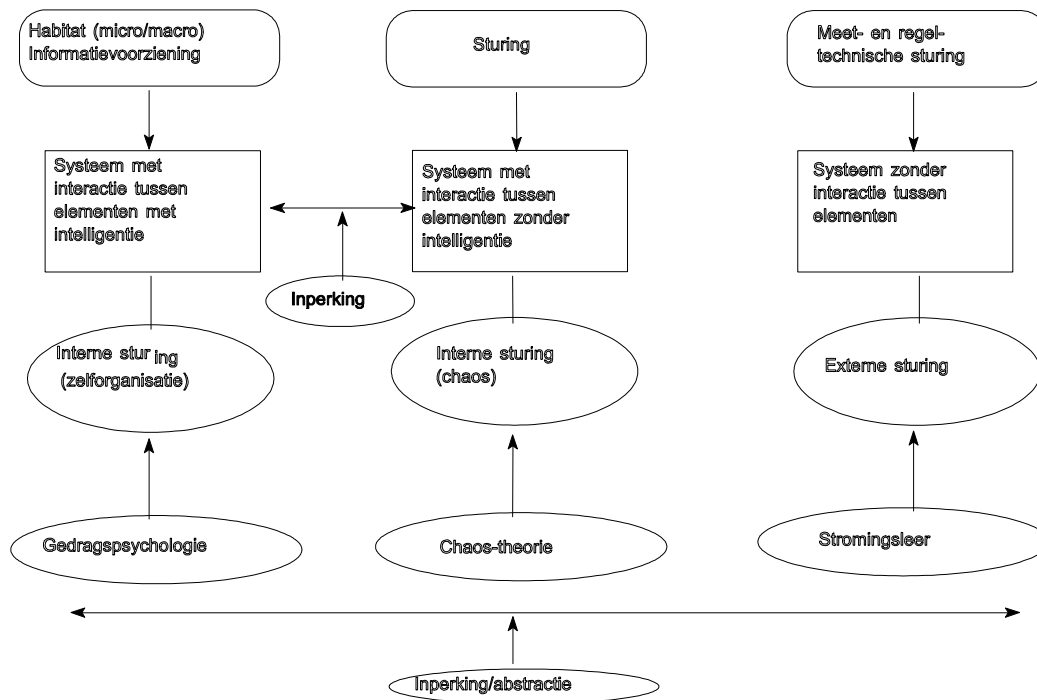 Habitat (micro/macro)
Informatievoorziening
Sturing
Meet- en regel-
technische sturing
Systeem met
interactie tussen
elementen met
intelligentie
Systeem met
interactie tussen
elementen zonder
intelligentie
Systeem zonder
interactie tussen
elementen
Inperking
Interne sturing
(zelforganisatie)
Interne sturing
(chaos)
Externe sturing
Gedragspsychologie
Chaos-theorie
Stromingsleer
Inperking/abstractie